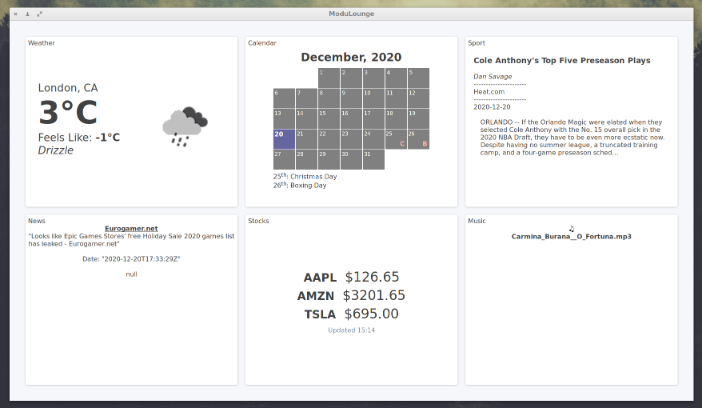 ModuLounge
Weather
London, CA
3°C
Feels Like: -1°C
Drizzle
Calendar
December, 2020
1 2 3 4 5
6 7 8 9 10 11 12
13 14 15 16 17 18 19
20 21 22 23 24 25 C 26 B
27 28 29 30 31
25th: Christmas Day
26th: Boxing Day
Sport
Cole Anthony's Top Five Preseason Plays
Dan Savage
--------------------
Heat.com
--------------------
2020-12-20
ORLANDO -- If the Orlando Magic were elated when they
selected Cole Anthony with the No. 15 overall pick in the
2020 NBA Draft, they have to be even more ecstatic now.
Despite having no summer league, a truncated training
camp, and a four-game preseason sched...
News
Eurogamer.net
"Looks like Epic Games Stores' free Holiday Sale 2020 games list
has leaked - Eurogamer.net"
Date: "2020-12-20T17:33:29Z"
null
Stocks
AAPL $126.65
AMZN $3201.65
TSLA $695.00
Updated 15:14
Music
Carmina_Burana__O_Fortuna.mp3